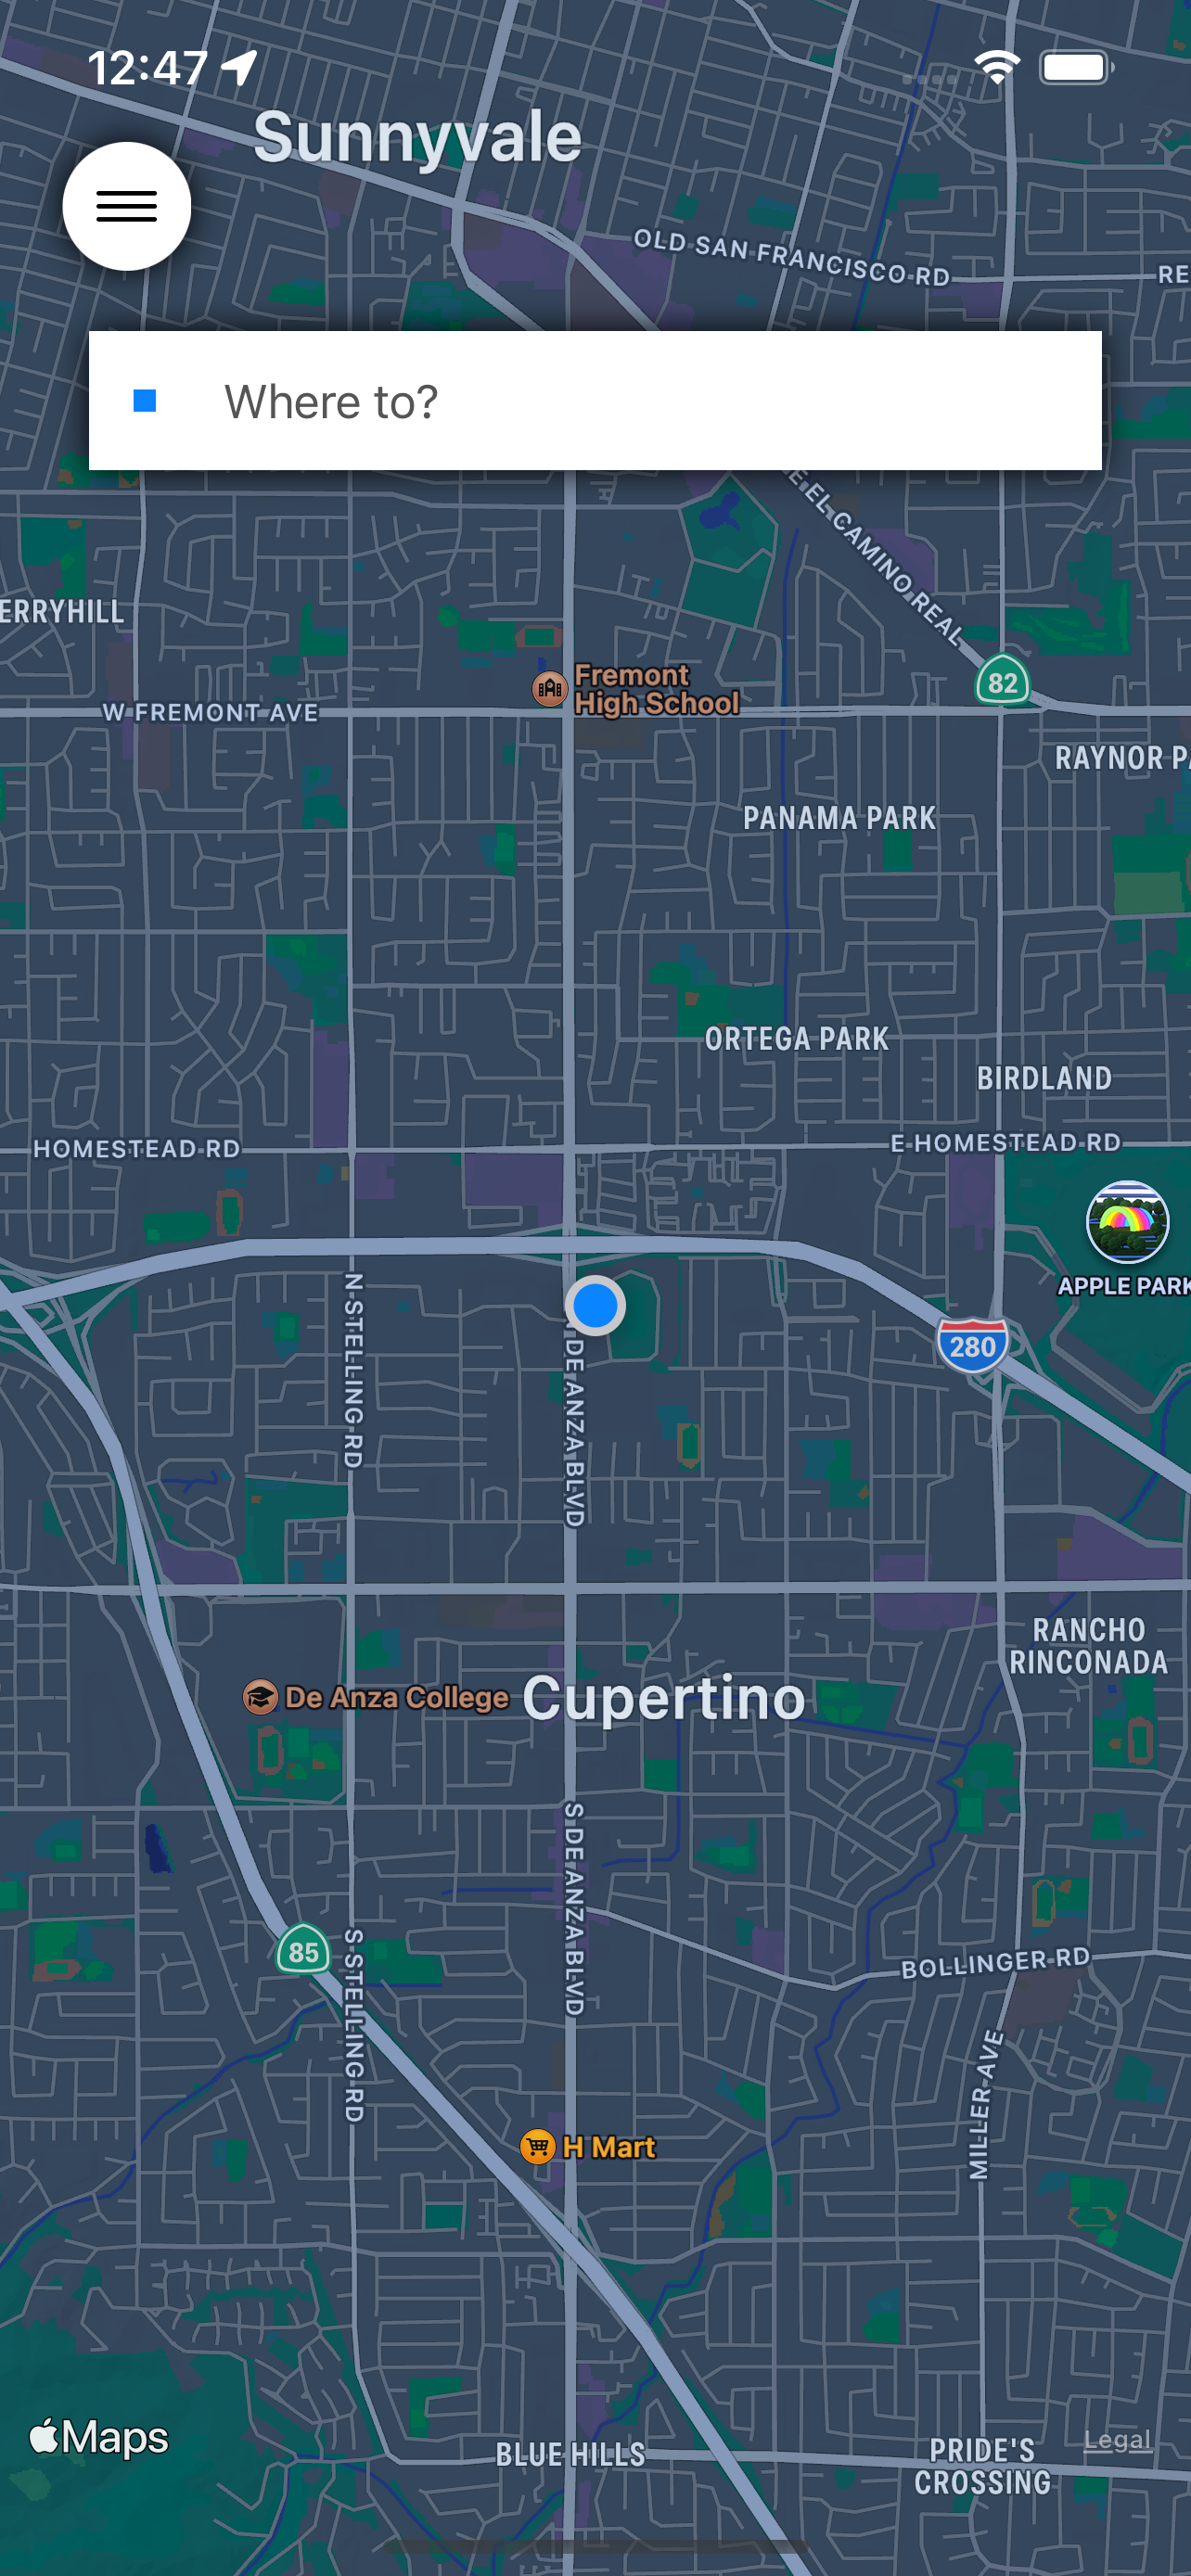 12:47
Sunnyvale
OLD SAN FRANCISCO RD
RE
Where to?
E EL CAMINO REAL
ERRYHILL
Fremont
High School
82
W FREMONT AVE
RAYNOR PA
PANAMA PARK
ORTEGA PARK
BIRDLAND
HOMESTEAD RD
E HOMESTEAD RD
APPLE PARK
N STELLING RD
280
DE ANZA BLVD
RANCHO
RINCONADA
De Anza College
Cupertino
S DE ANZA BLVD
85
S STELLING RD
BOLLINGER RD
MILLER AVE
H Mart
Maps
BLUE HILLS
PRIDE'S
CROSSING
Legal